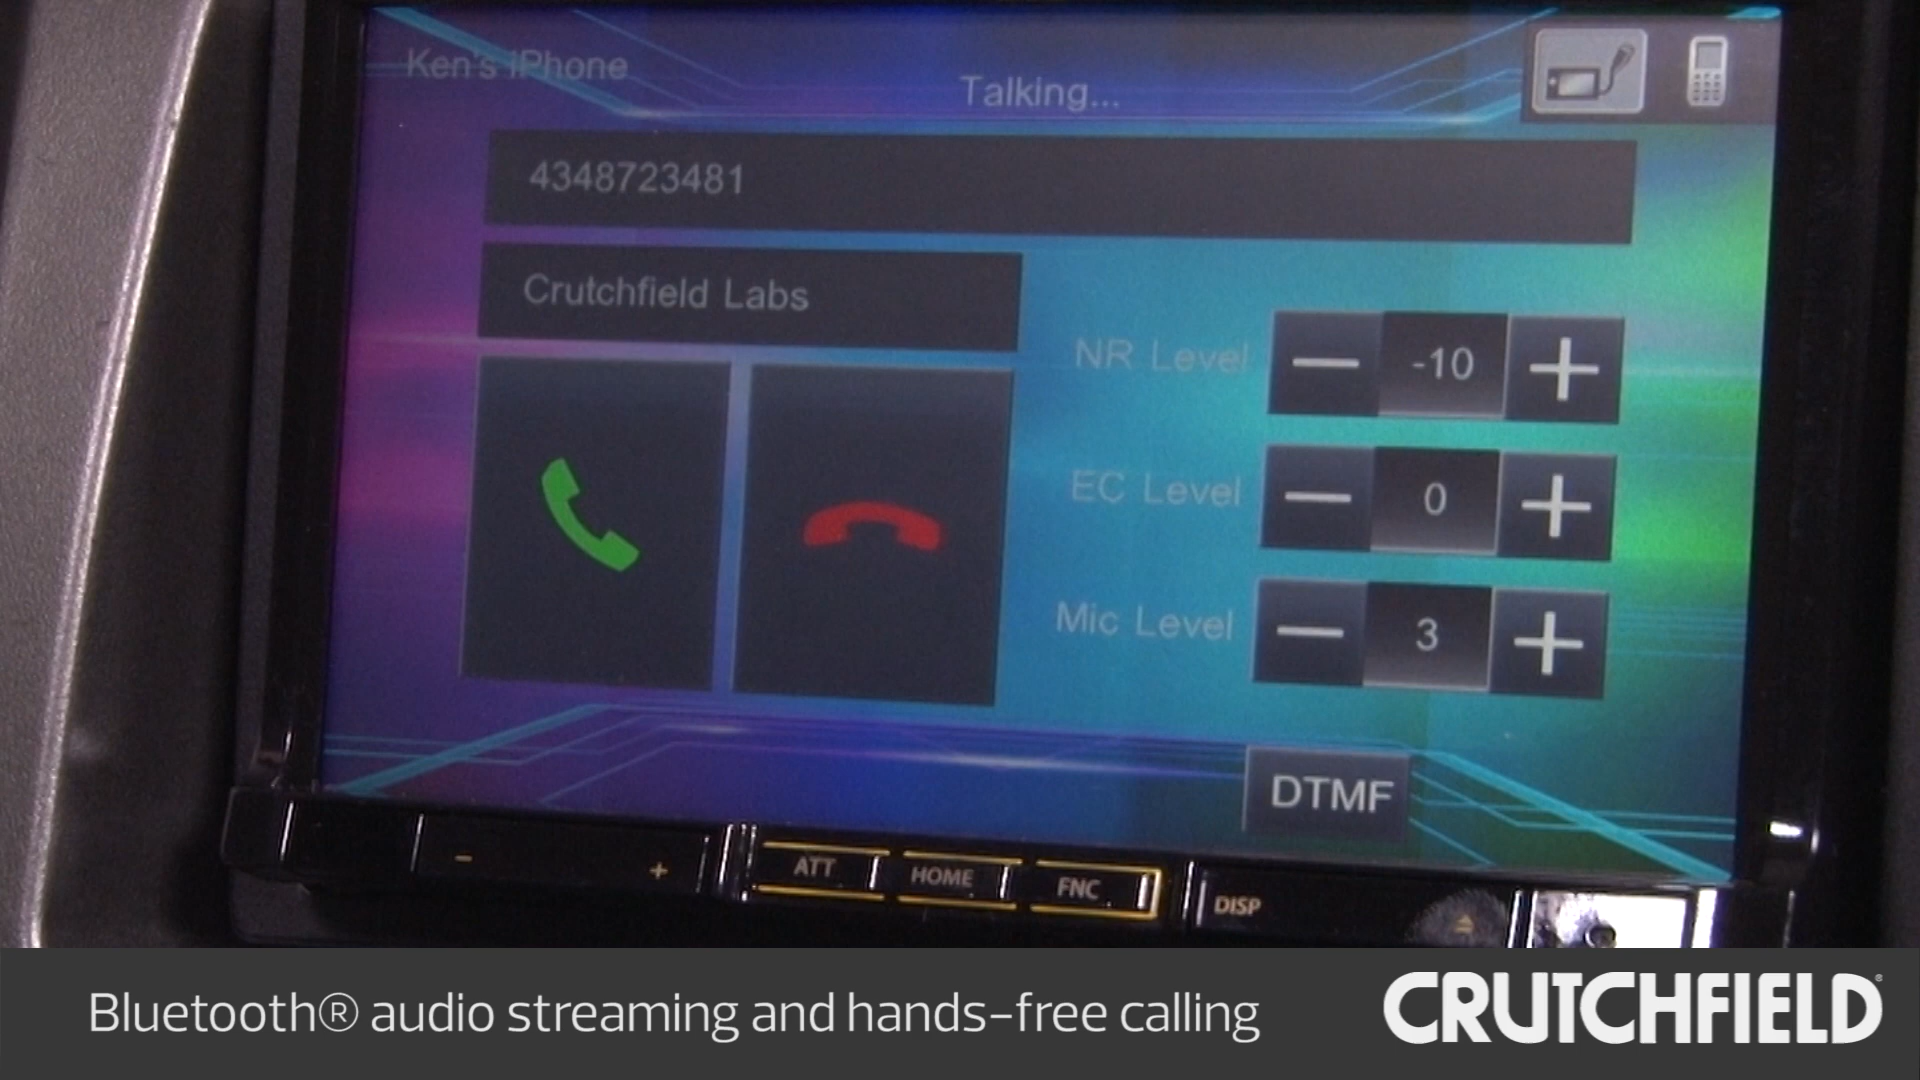 Ken's iPhone
Talking...
4348723481
Crutchfield Labs
NR Level - -10 +
EC Level - 0 +
Mic Level - 3 +
DTMF
- + ATT HOME FNC DISP
Bluetooth® audio streaming and hands-free calling
CRUTCHFIELD®